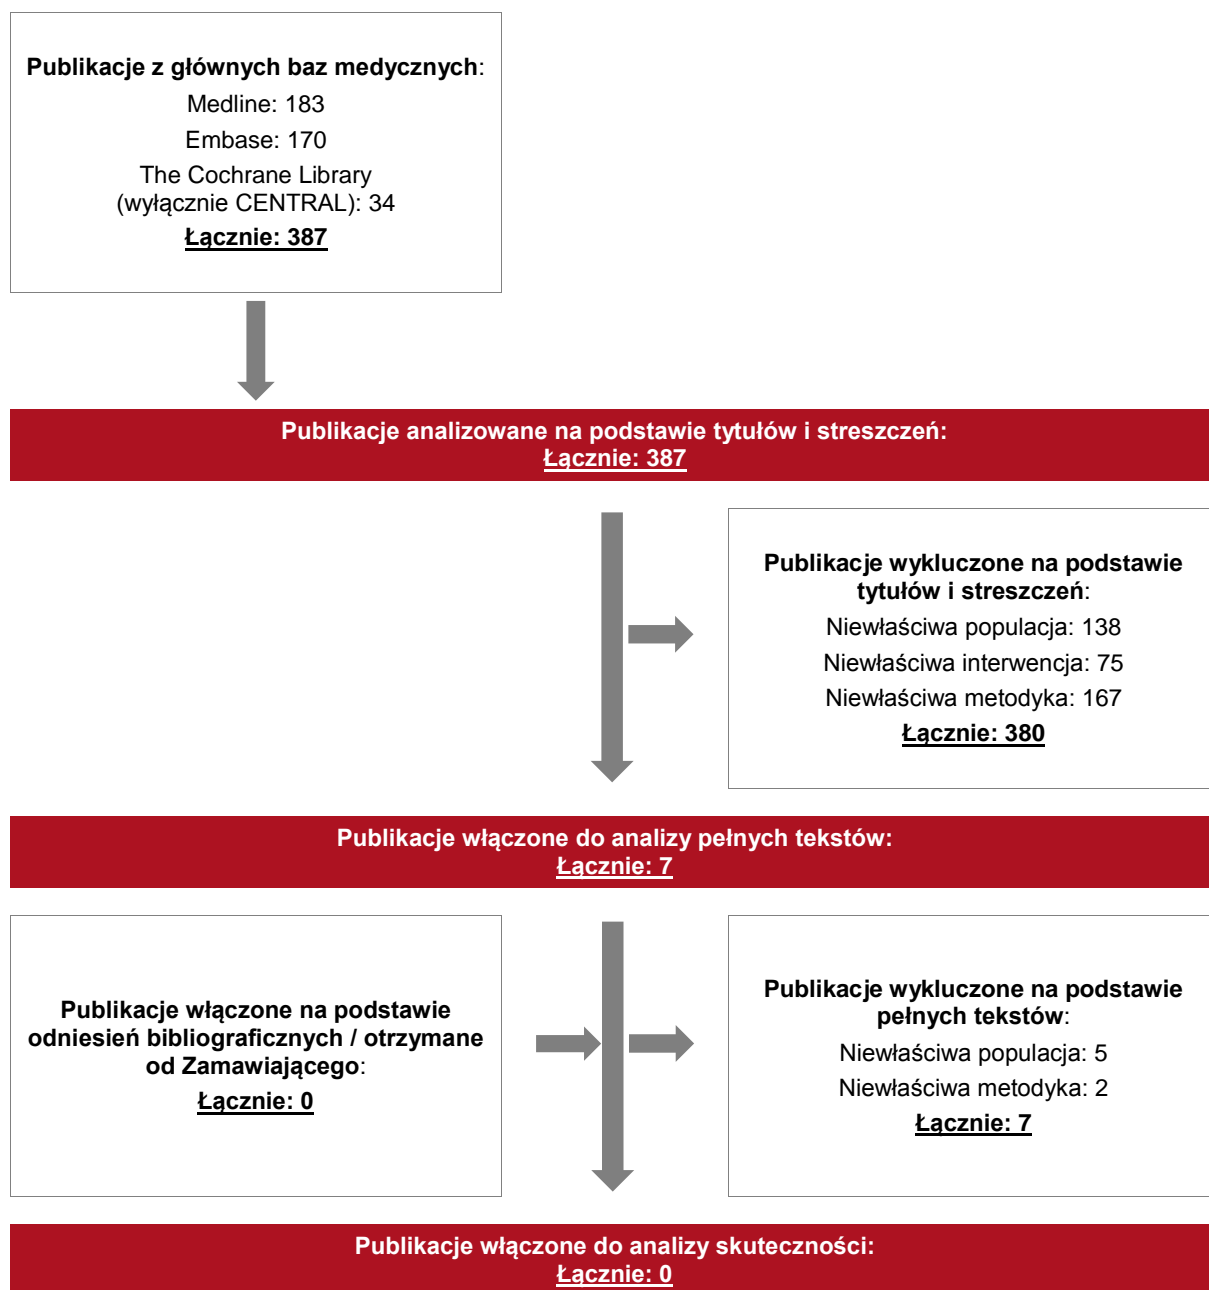 Publikacje z głównych baz medycznych:
Medline: 183
Embase: 170
The Cochrane Library
(wyłącznie CENTRAL): 34
Łącznie: 387
Publikacje analizowane na podstawie tytułów i streszczeń:
Łącznie: 387
Publikacje wykluczone na podstawie
tytułów i streszczeń:
Niewłaściwa populacja: 138
Niewłaściwa interwencja: 75
Niewłaściwa metodyka: 167
Łącznie: 380
Publikacje włączone do analizy pełnych tekstów:
Łącznie: 7
Publikacje włączone na podstawie
odniesień bibliograficznych / otrzymane
od Zamawiającego:
Łącznie: 0
Publikacje wykluczone na podstawie
pełnych tekstów:
Niewłaściwa populacja: 5
Niewłaściwa metodyka: 2
Łącznie: 7
Publikacje włączone do analizy skuteczności:
Łącznie: 0